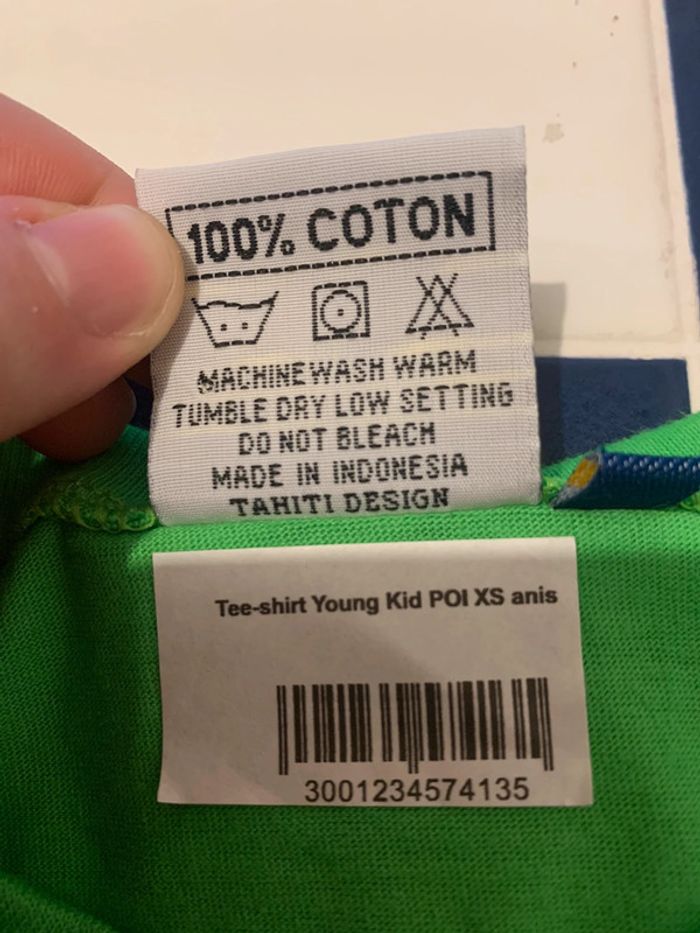 100% COTON
MACHINE WASH WARM
TUMBLE DRY LOW SETTING
DO NOT BLEACH
MADE IN INDONESIA
TAHITI DESIGN
Tee-shirt Young Kid POI XS anis
3001234574135